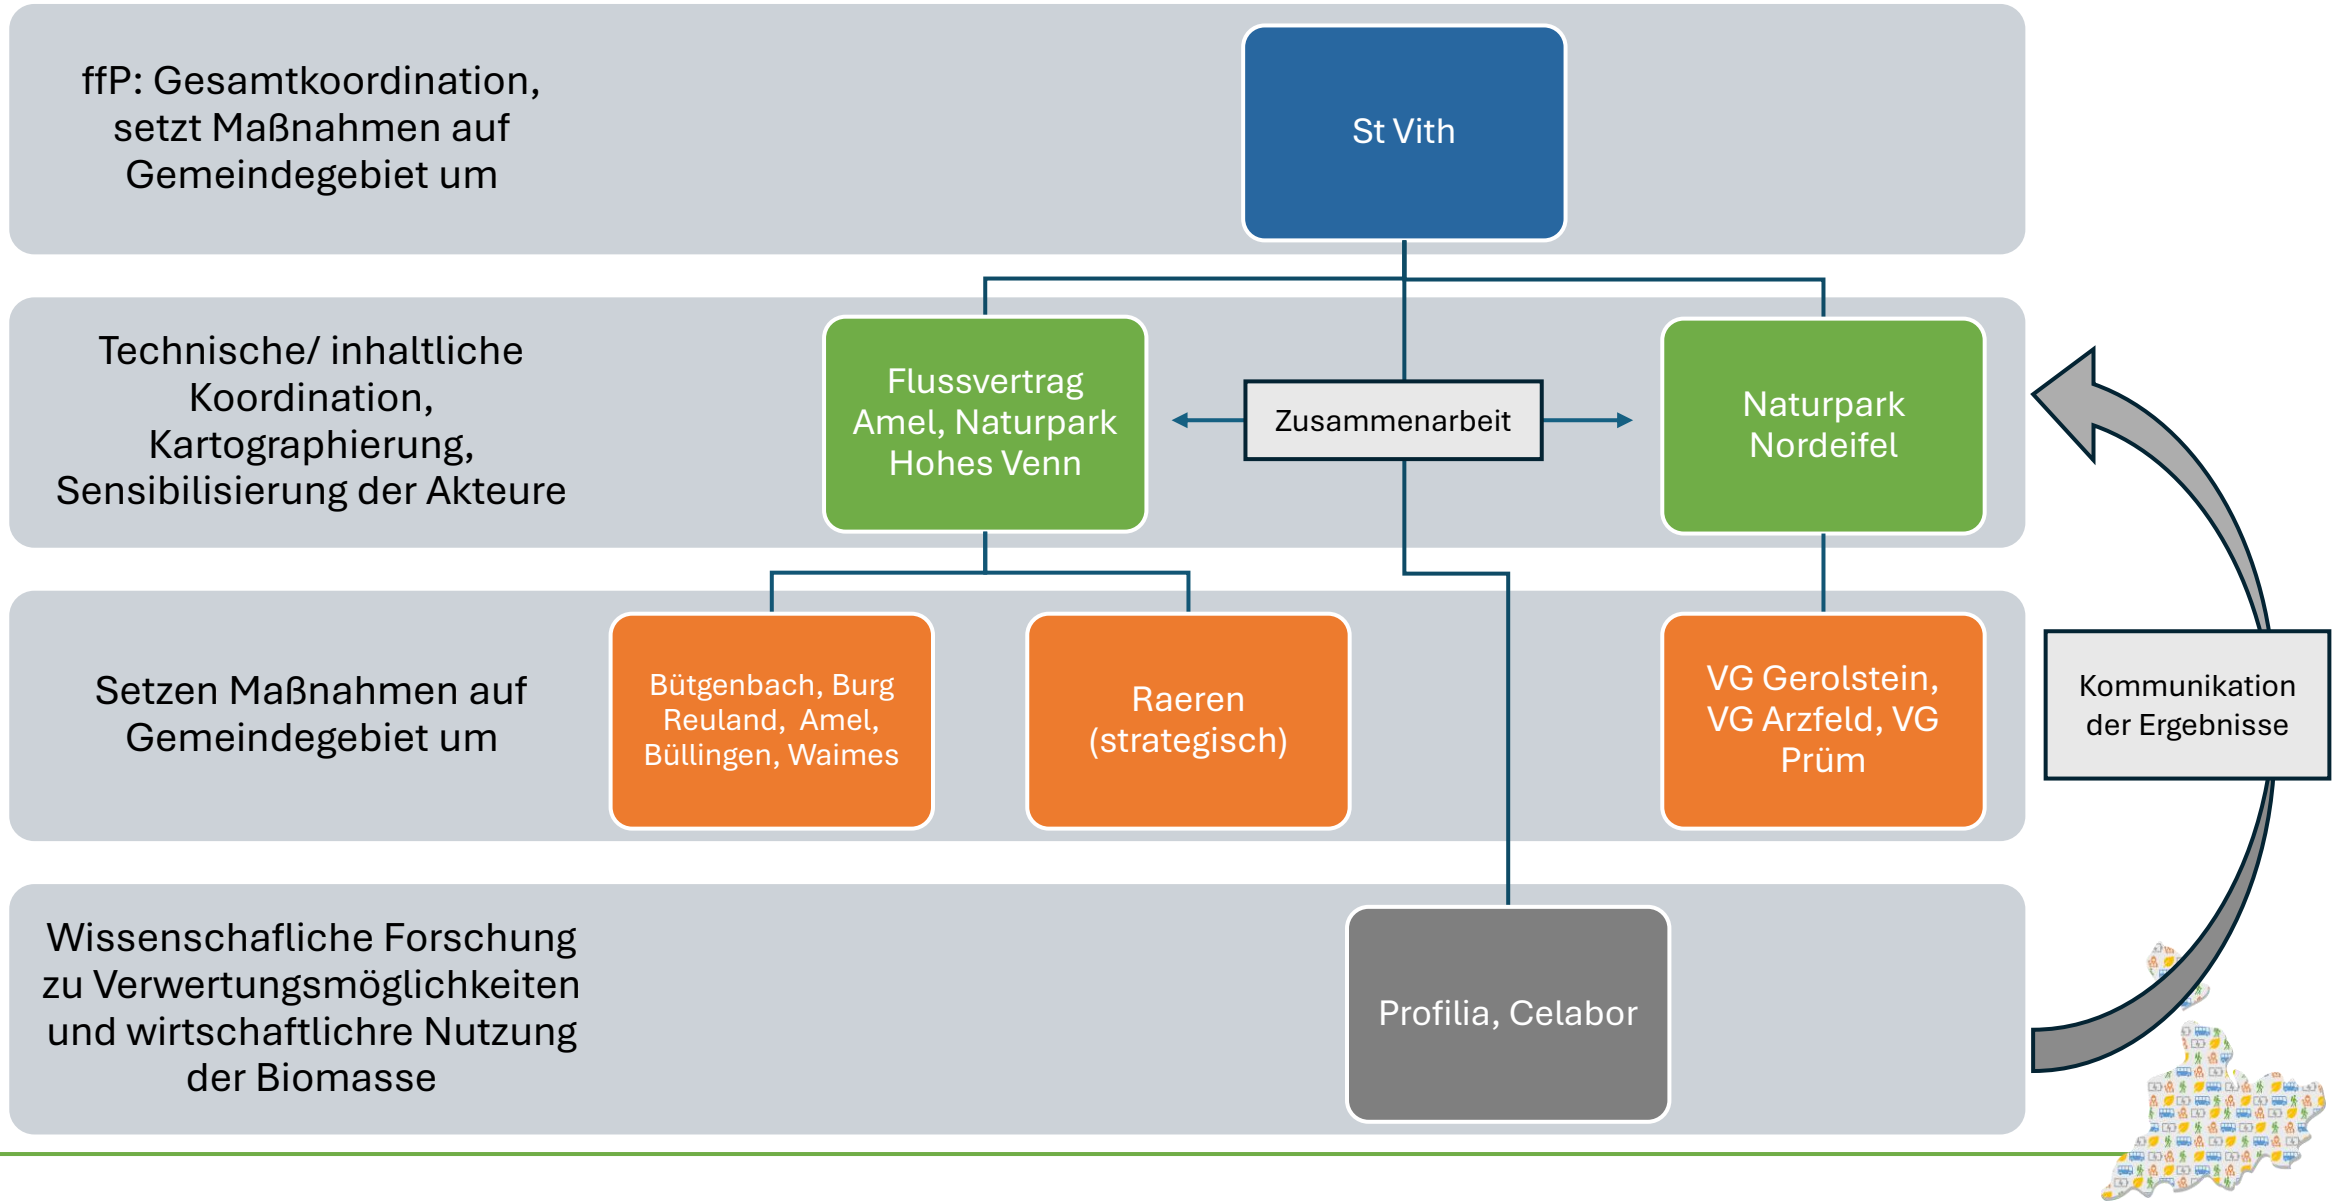 ffP: Gesamtkoordination,
setzt Maßnahmen auf
Gemeindegebiet um
St Vith
Technische/ inhaltliche
Koordination,
Kartographierung,
Sensibilisierung der Akteure
Flussvertrag
Amel, Naturpark
Hohes Venn
Zusammenarbeit
Naturpark
Nordeifel
Setzen Maßnahmen auf
Gemeindegebiet um
Bütgenbach, Burg
Reuland, Amel,
Büllingen, Waimes
Raeren
(strategisch)
VG Gerolstein,
VG Arzfeld, VG
Prüm
Kommunikation
der Ergebnisse
Wissenschafliche Forschung
zu Verwertungsmöglichkeiten
und wirtschaftlichre Nutzung
der Biomasse
Profilia, Celabor